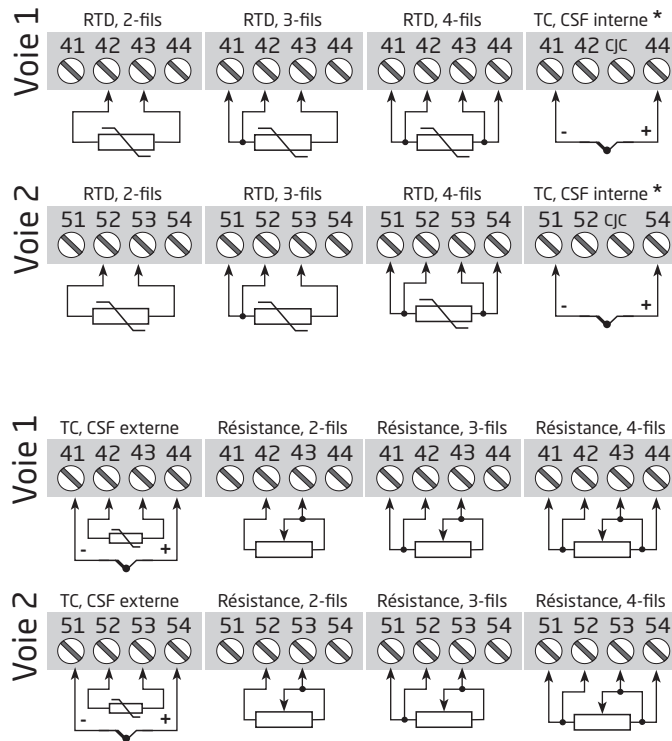 Voie 1
RTD, 2-fils RTD, 3-fils RTD, 4-fils TC, CSF interne *
41 42 43 44 41 42 43 44 41 42 43 44 41 42 CJC 44
- +
Voie 2
RTD, 2-fils RTD, 3-fils RTD, 4-fils TC, CSF interne *
51 52 53 54 51 52 53 54 51 52 53 54 51 52 CJC 54
- +
Voie 1
TC, CSF externe Résistance, 2-fils Résistance, 3-fils Résistance, 4-fils
41 42 43 44 41 42 43 44 41 42 43 44 41 42 43 44
- +
Voie 2
TC, CSF externe Résistance, 2-fils Résistance, 3-fils Résistance, 4-fils
51 52 53 54 51 52 53 54 51 52 53 54 51 52 53 54
- +